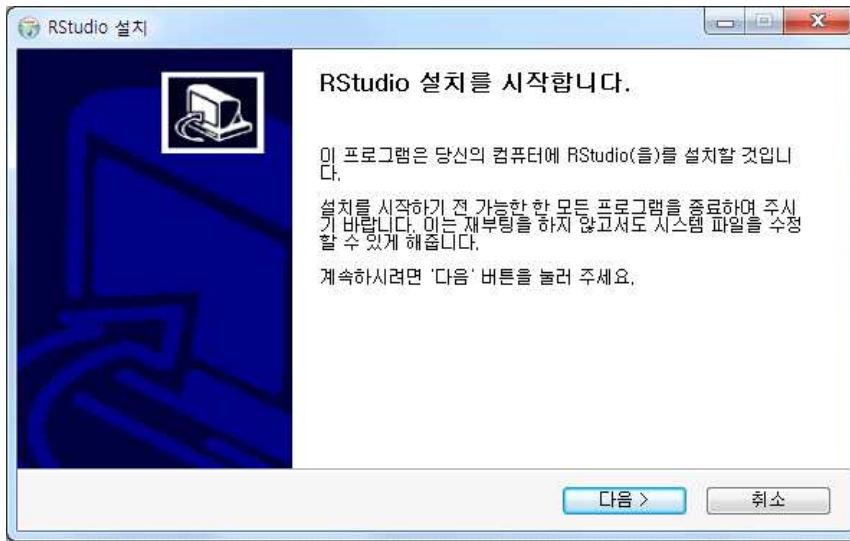 RStudio 설치
RStudio 설치를 시작합니다.
이 프로그램은 당신의 컴퓨터에 RStudio(을)를 설치할 것입니
다.
설치를 시작하기 전 가능한 한 모든 프로그램을 종료하여 주시
기 바랍니다. 이는 재부팅을 하지 않고서도 시스템 파일을 수정
할 수 있게 해줍니다.
계속하시려면 '다음' 버튼을 눌러 주세요.
다음 >
취소